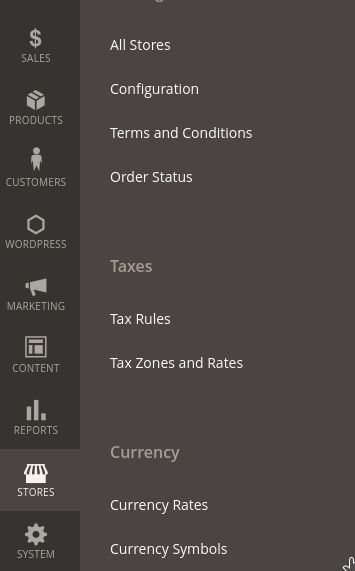 SALES
PRODUCTS
CUSTOMERS
WORDPRESS
MARKETING
CONTENT
REPORTS
STORES
SYSTEM
All Stores
Configuration
Terms and Conditions
Order Status
Taxes
Tax Rules
Tax Zones and Rates
Currency
Currency Rates
Currency Symbols